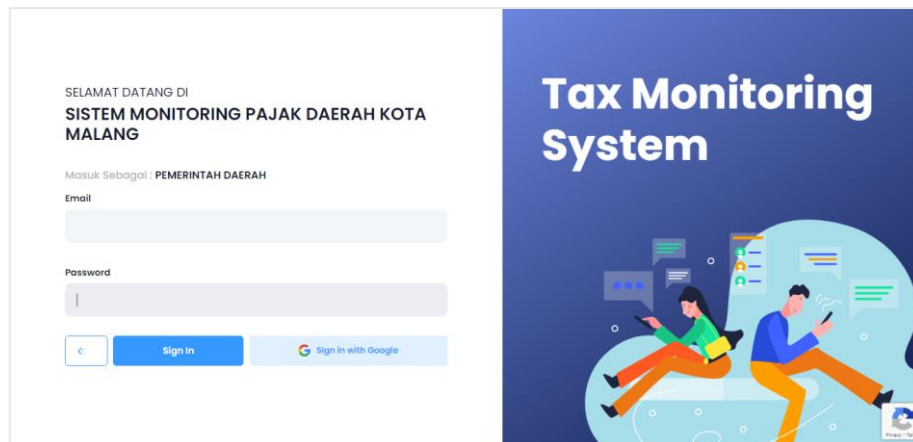 SELAMAT DATANG DI
SISTEM MONITORING PAJAK DAERAH KOTA
MALANG
Masuk Sebagai : PEMERINTAH DAERAH
Email
Password
Sign In
Sign in with Google
Tax Monitoring
System